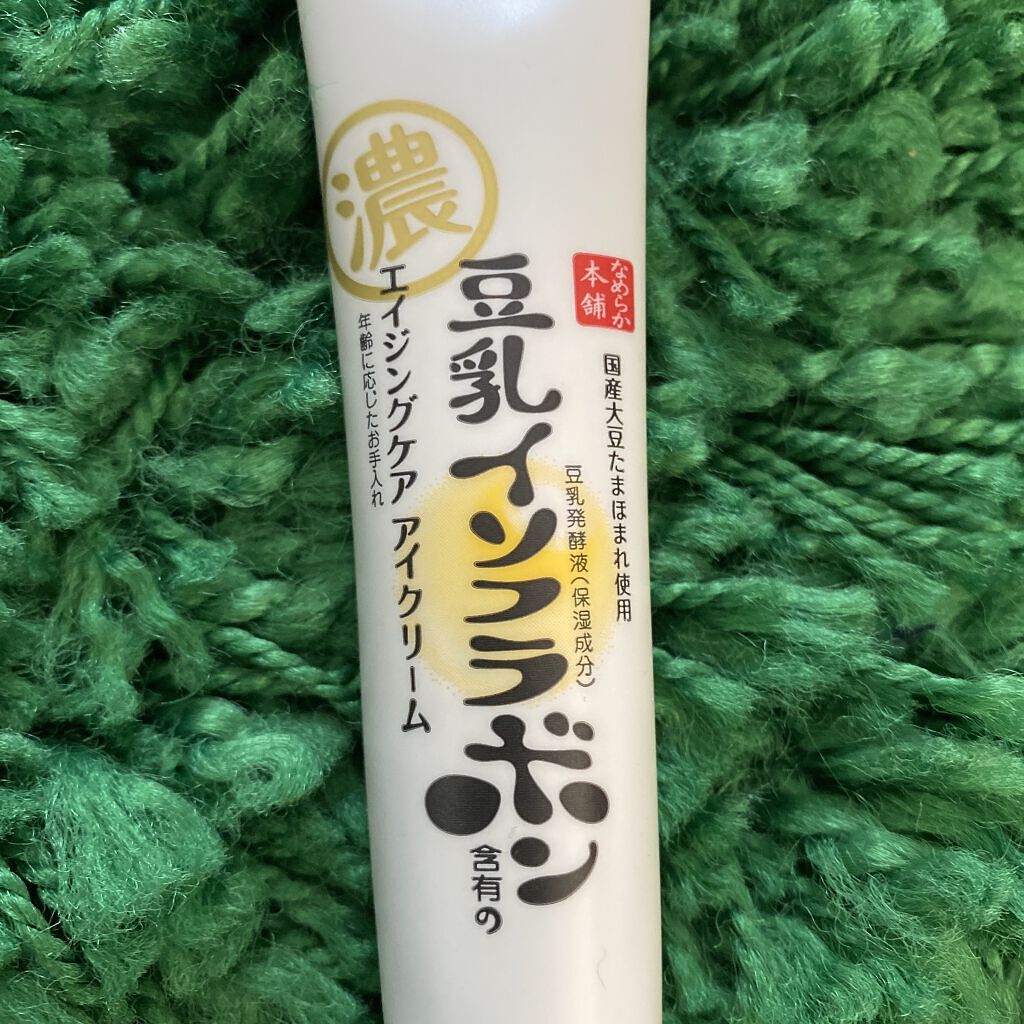 濃
なめらか
本舗
国産大豆たまほまれ使用
豆乳発酵液(保湿成分)
豆乳イソフラボン
含有の
エイジングケア アイクリーム
年齢に応じたお手入れ